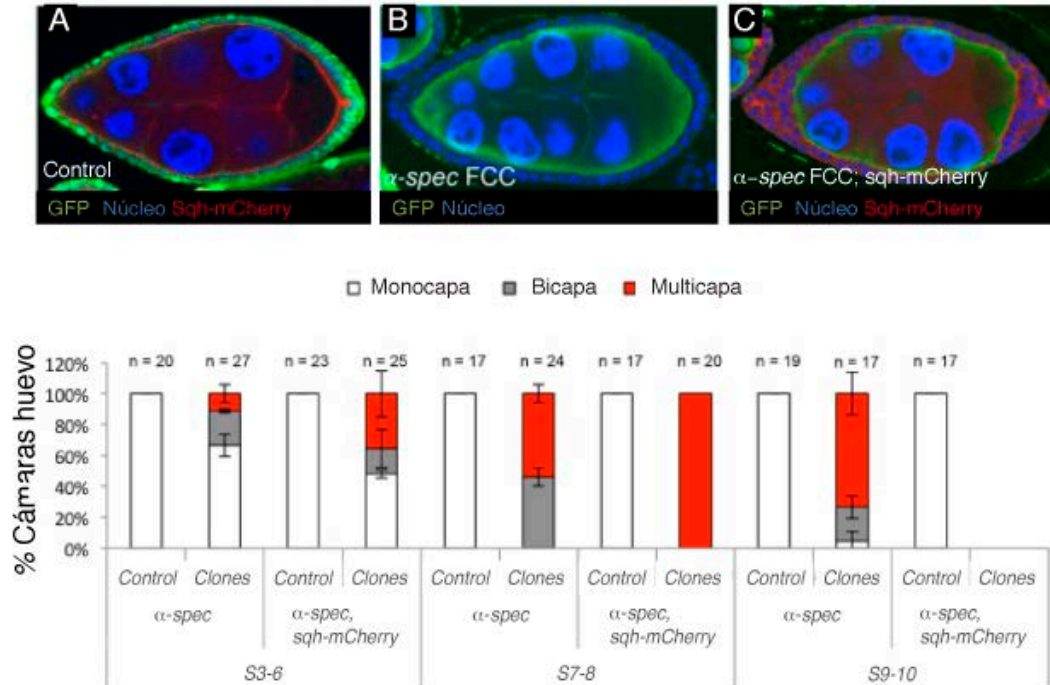 A
B
C
Control
α-spec FCC
α-spec FCC; sqh-mCherry
GFP Núcleo Sqh-mCherry
GFP Núcleo
GFP Núcleo Sqh-mCherry
Monocapa Bicapa Multicapa
% Cámaras huevo
n = 20 n = 27 n = 23 n = 25 n = 17 n = 24 n = 17 n = 20 n = 19 n = 17 n = 17
120%
100%
80%
60%
40%
20%
0%
Control Clones Control Clones Control Clones Control Clones Control Clones Control Clones
α-spec α-spec, sqh-mCherry α-spec α-spec, sqh-mCherry α-spec α-spec, sqh-mCherry
S3-6 S7-8 S9-10